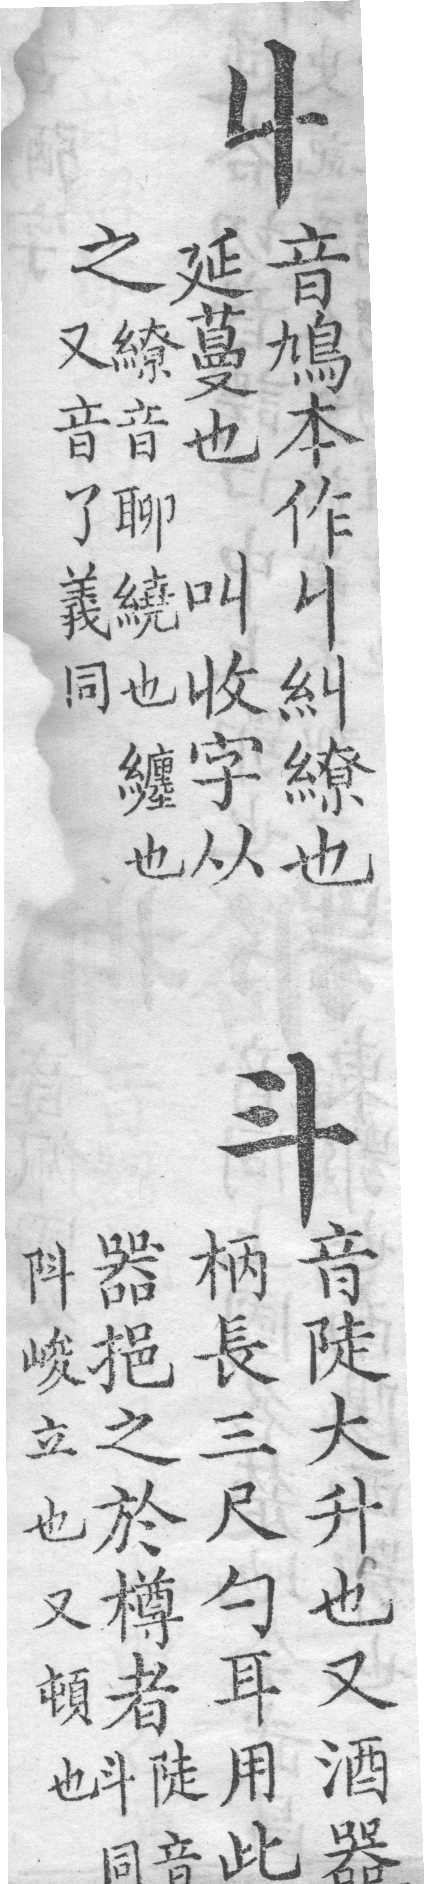 丩
音鳩本作丩糾繚也
延蔓也 叫收字从
之
繚音聊繞也纏也
又音了義同
斗
音陡大升也又酒器
柄長三尺勺耳用此
器挹之於樽者
陡音
斗同
阧峻立也又頓也